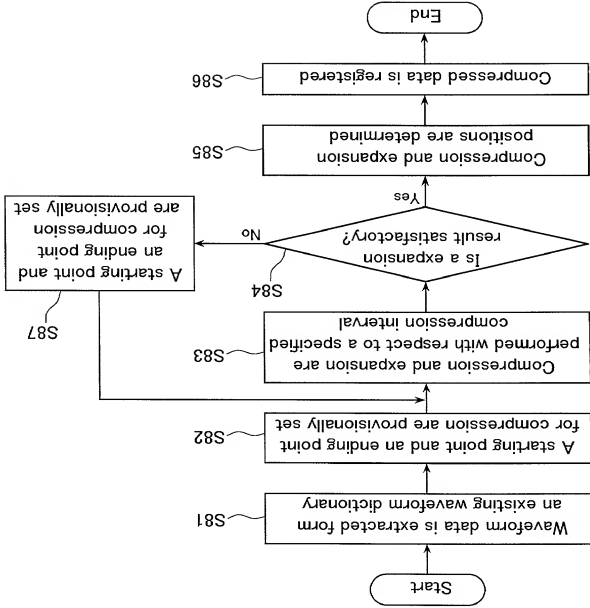 Start
Waveform data is extracted form
an existing waveform dictionary
S81
A starting point and an ending point
for compression are provisionally set
S82
Compression and expansion are
performed with respect to a specified
compression interval
S83
Is a expansion
result satisfactory?
S84
No
Yes
A starting point and
an ending point
for compression
are provisionally set
S87
Compression and expansion
positions are determined
S85
Compressed data is registered
S86
End